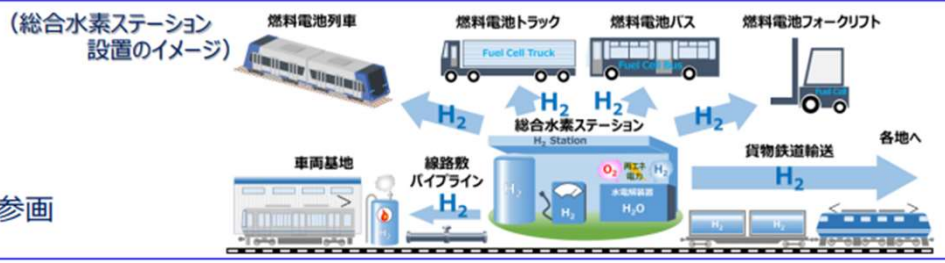 （総合水素ステーション
設置のイメージ）
燃料電池列車
燃料電池トラック
燃料電池バス
燃料電池フォークリフト
Fuel Cell Truck
Fuel Cell Bus
Fuel Cell
H₂
H₂
H₂
H₂
総合水素ステーション
H₂ Station
車両基地
線路敷
パイプライン
H₂
H₂
H₂
H₂
O₂
再エネ
電力
H₂
水電解装置
H₂O
貨物鉄道輸送
各地へ
H₂
H₂
H₂
参画